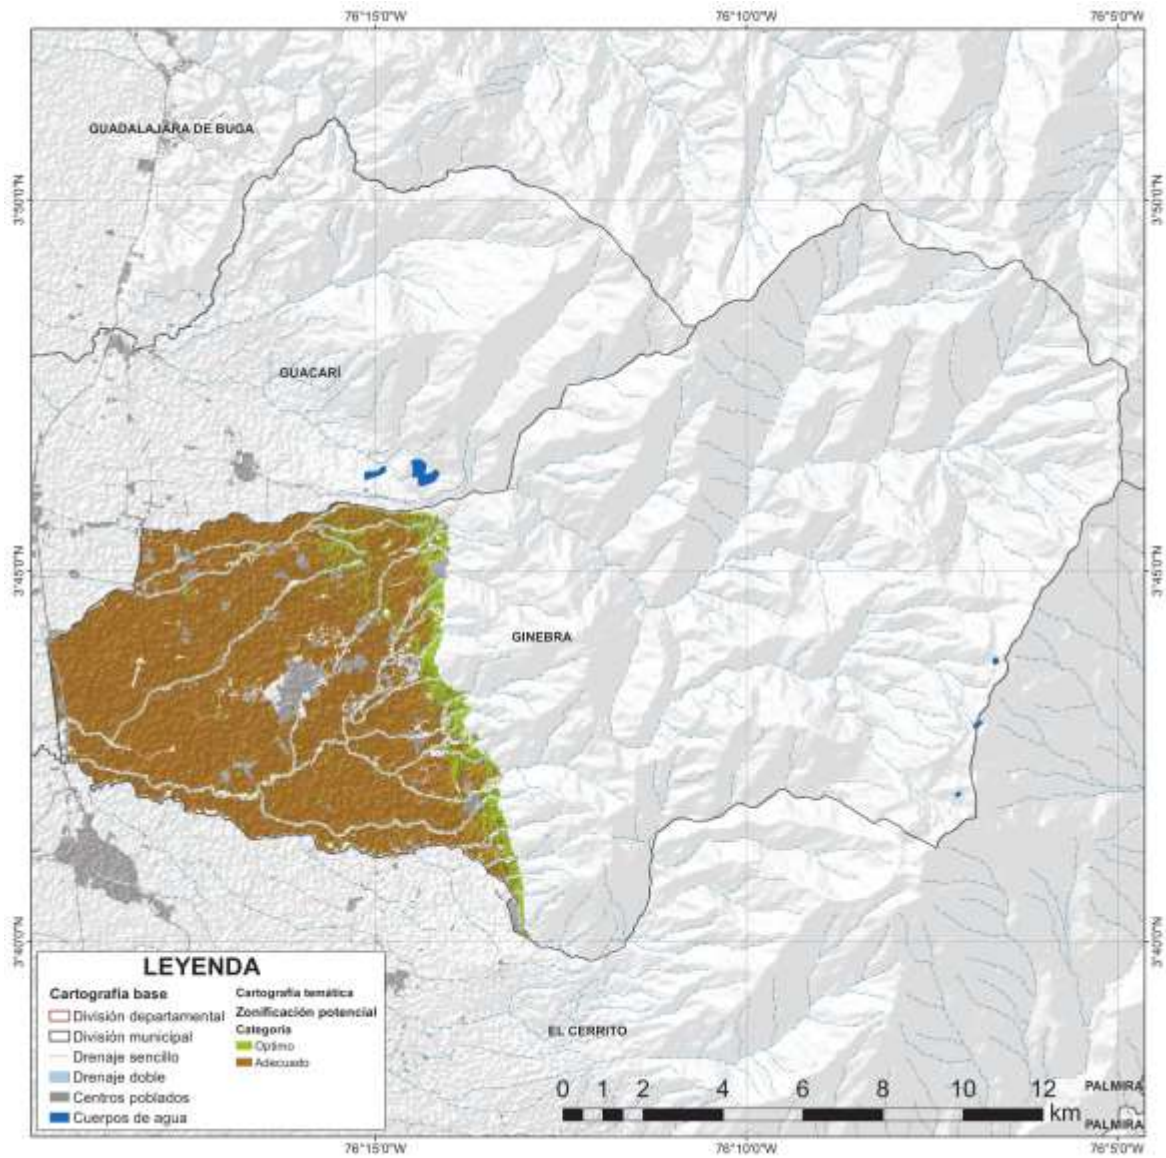 76°15'0"W
76°10'0"W
76°5'0"W
GUADALAJARA DE BUGA
3°50'0"N
3°50'0"N
GUACARÍ
3°45'0"N
3°45'0"N
GINEBRA
3°40'0"N
3°40'0"N
LEYENDA
Cartografía base
División departamental
División municipal
Drenaje sencillo
Drenaje doble
Centros poblados
Cuerpos de agua
Cartografía temática
Zonificación potencial
Categoría
Optimo
Adecuado
EL CERRITO
0 1 2 4 6 8 10 12
km
PALMIRA
PALMIRA
76°15'0"W
76°10'0"W
76°5'0"W